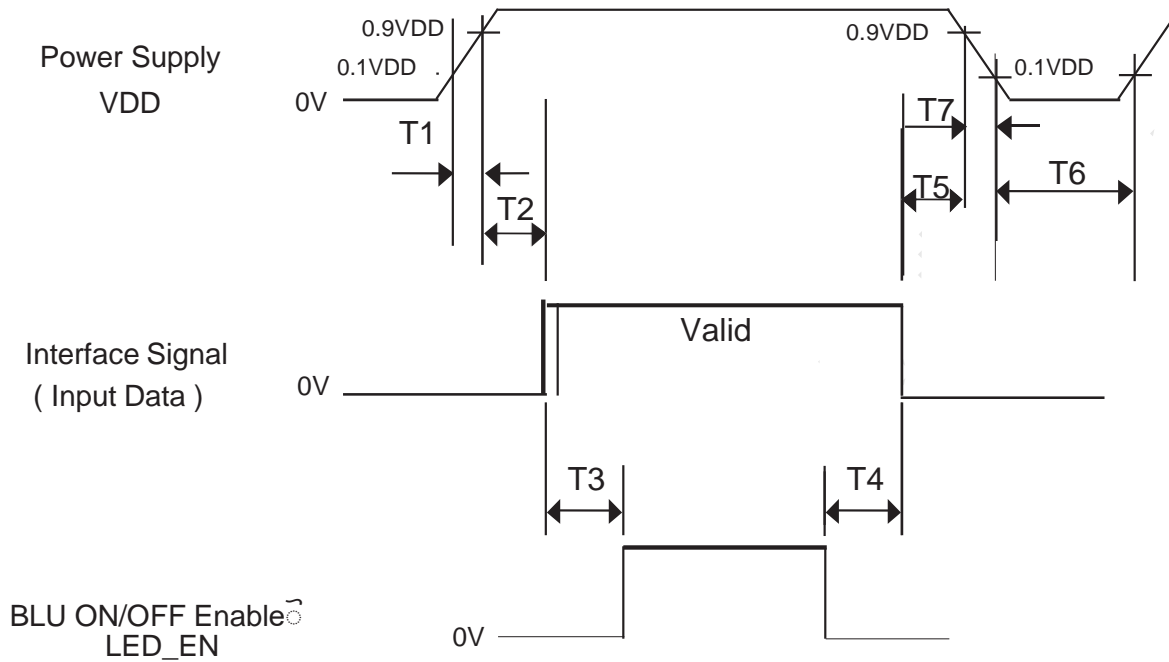 Power Supply
VDD
0.9VDD
0.1VDD .
0V
T1
T2
0.9VDD
0.1VDD
T7
T5
T6
Interface Signal
( Input Data )
0V
Valid
T3
T4
BLU ON/OFF Enable
LED_EN
0V